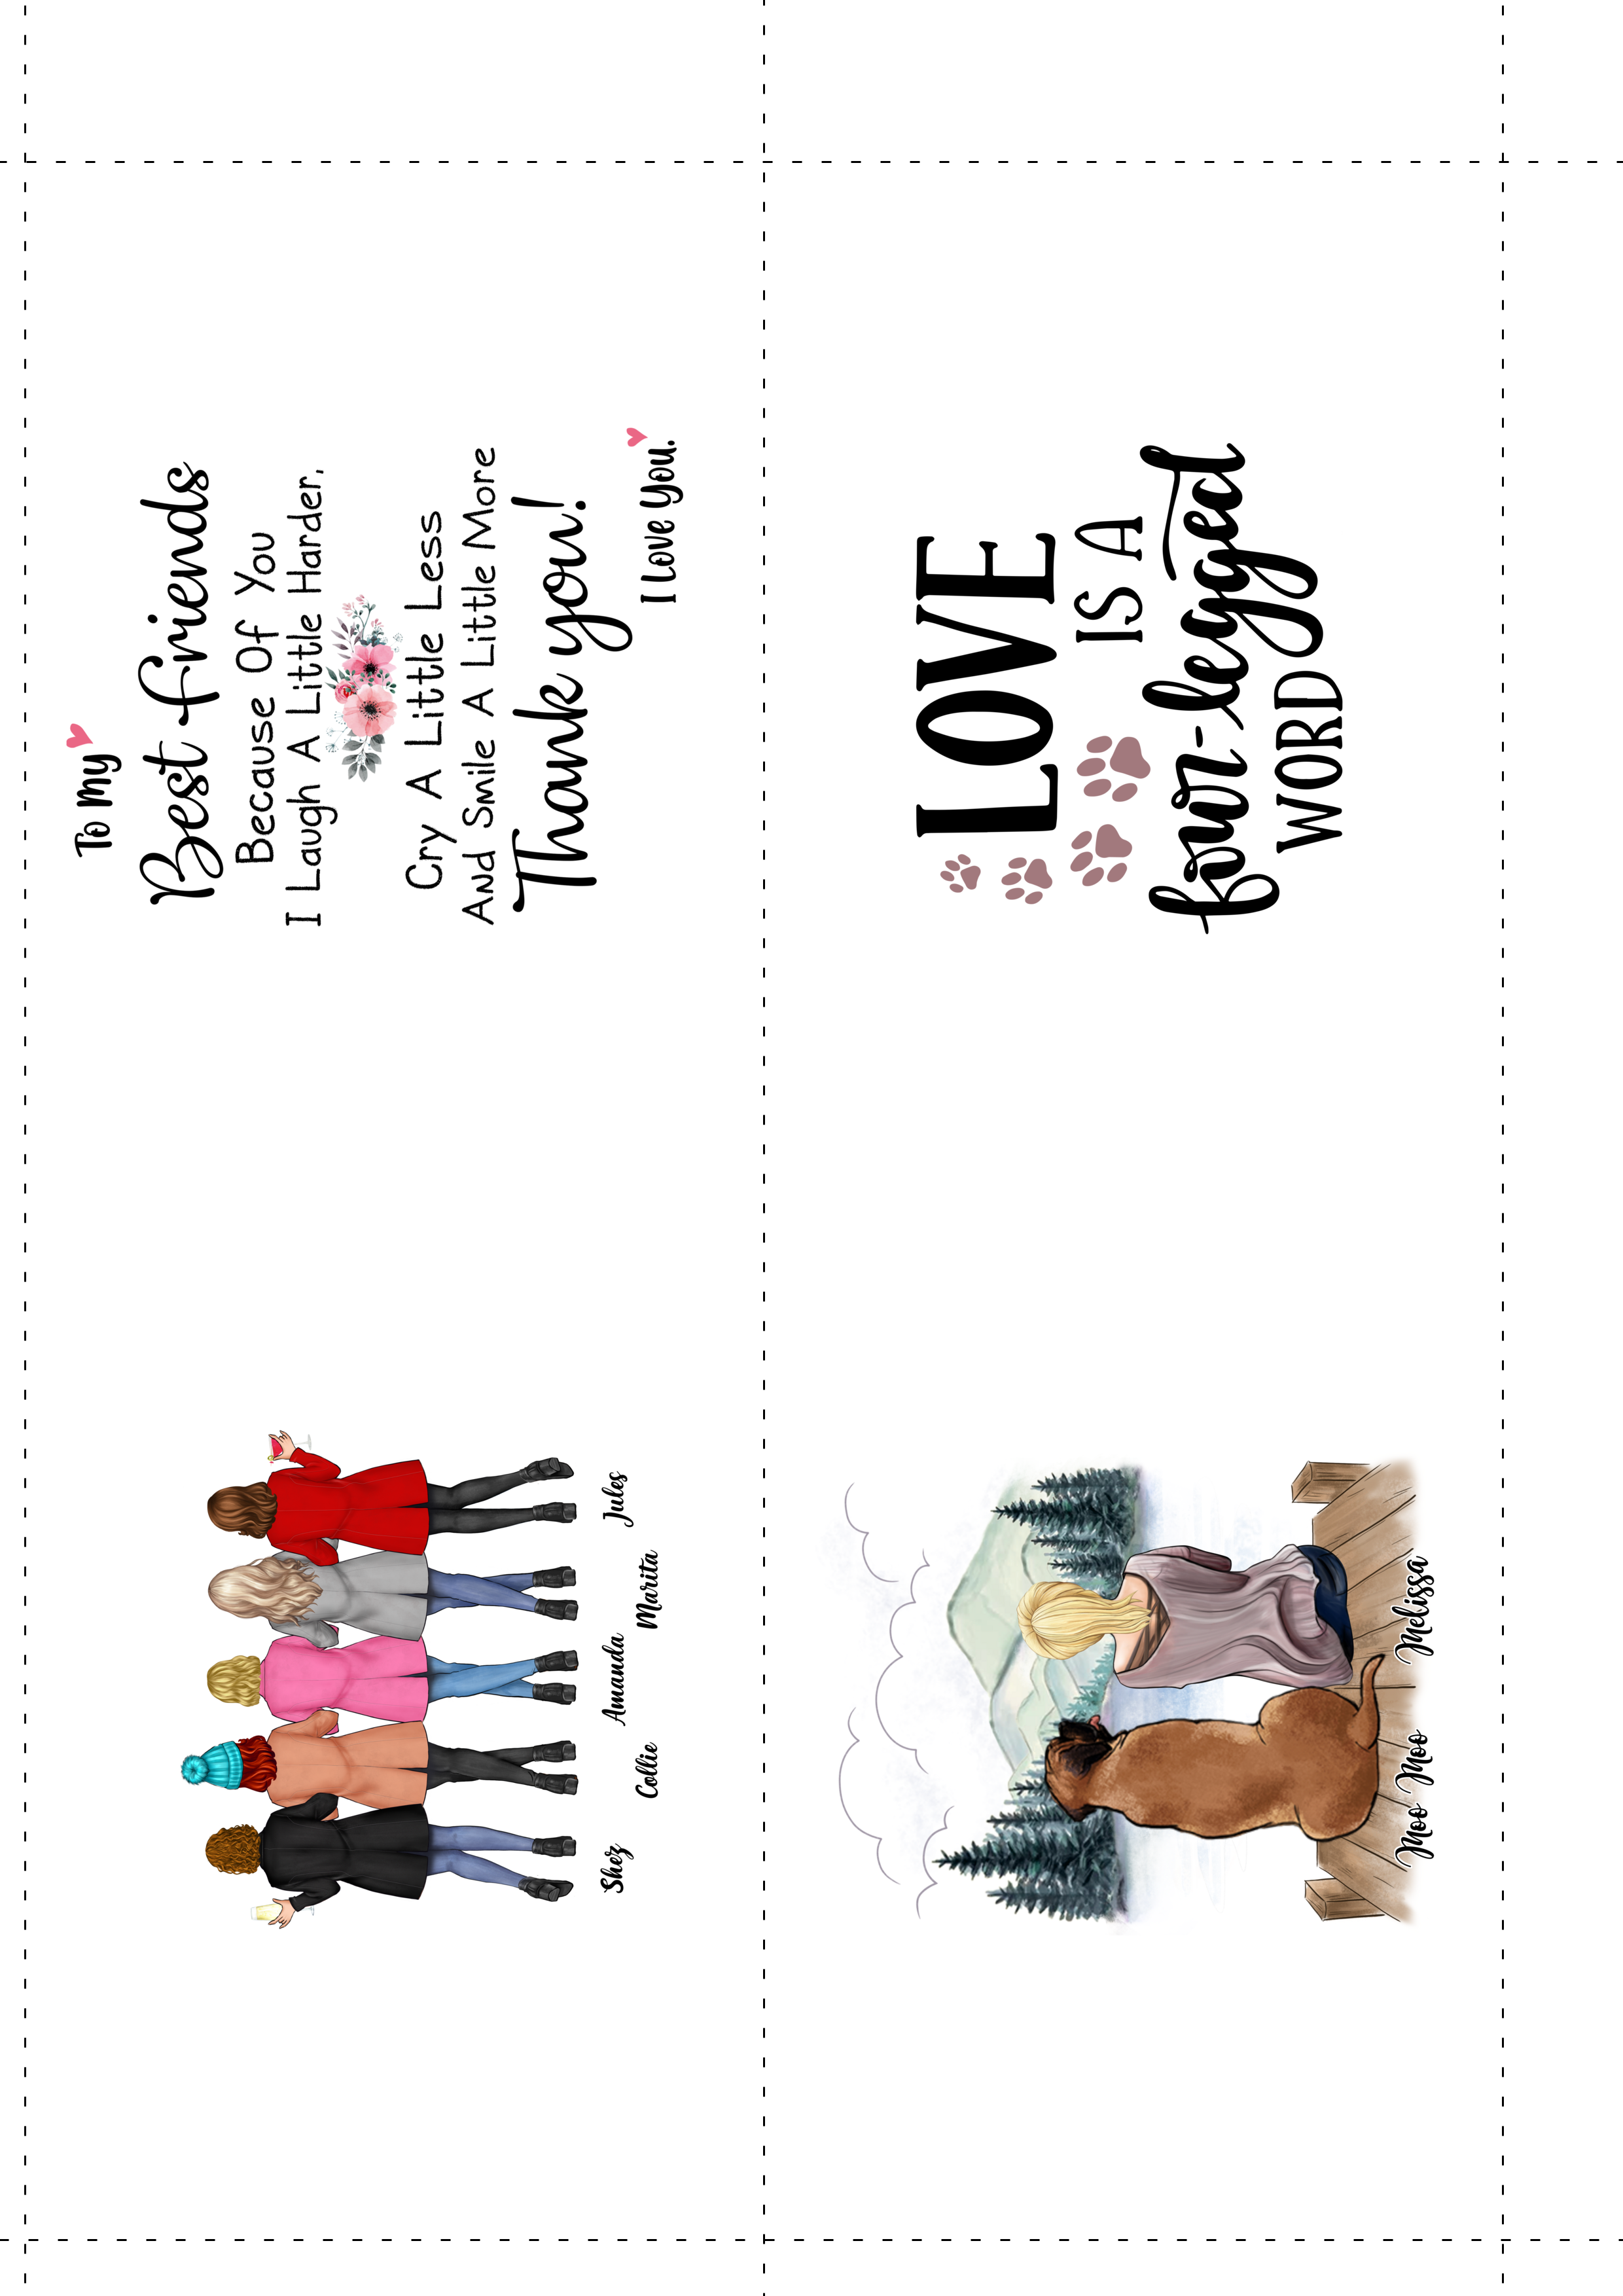 To My
Best friends
Because Of You
I Laugh A Little Harder,
Cry A Little Less
And Smile A Little More
Thank you!
I Love You.
Shez
Collie
Amanda
Marita
Jules
LOVE
IS A
four-legged
WORD
Moo Moo
Melissa